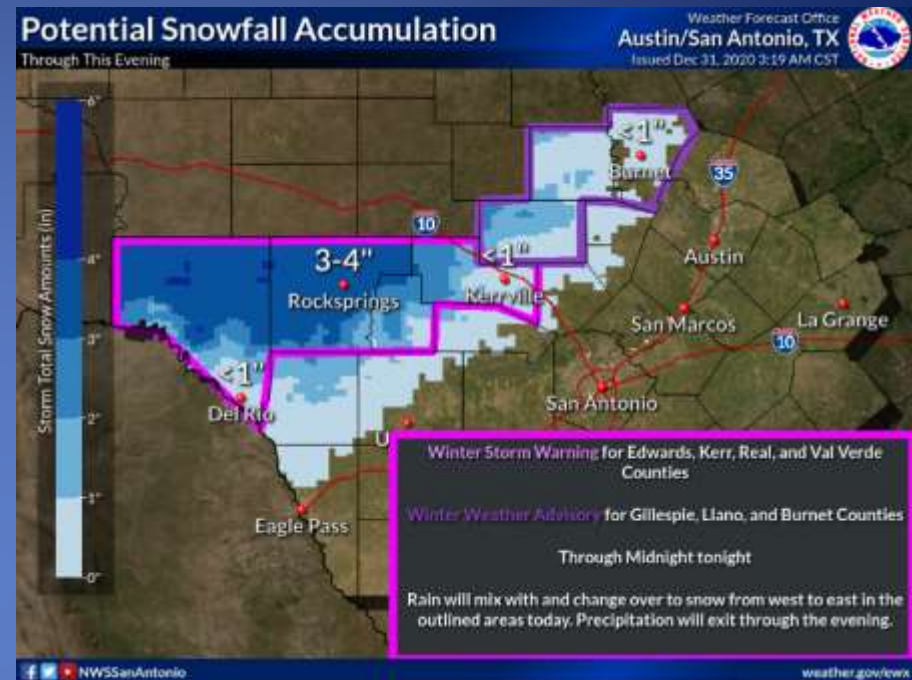 Potential Snowfall Accumulation
Through This Evening
Weather Forecast Office
Austin/San Antonio, TX
Issued Dec 31, 2020 3:19 AM CST
Storm Total Snow Amounts (in)
6"
4"
3"
2"
1"
0"
<1"
Burnet
35
10
3-4"
Rocksprings
<1"
Kerrville
Austin
San Marcos
La Grange
10
<1"
Del Rio
San Antonio
U
Eagle Pass
Winter Storm Warning for Edwards, Kerr, Real, and Val Verde
Counties
Winter Weather Advisory for Gillespie, Llano, and Burnet Counties
Through Midnight tonight
Rain will mix with and change over to snow from west to east in the
outlined areas today. Precipitation will exit through the evening.
NWSSanAntonio
weather.gov/ewx